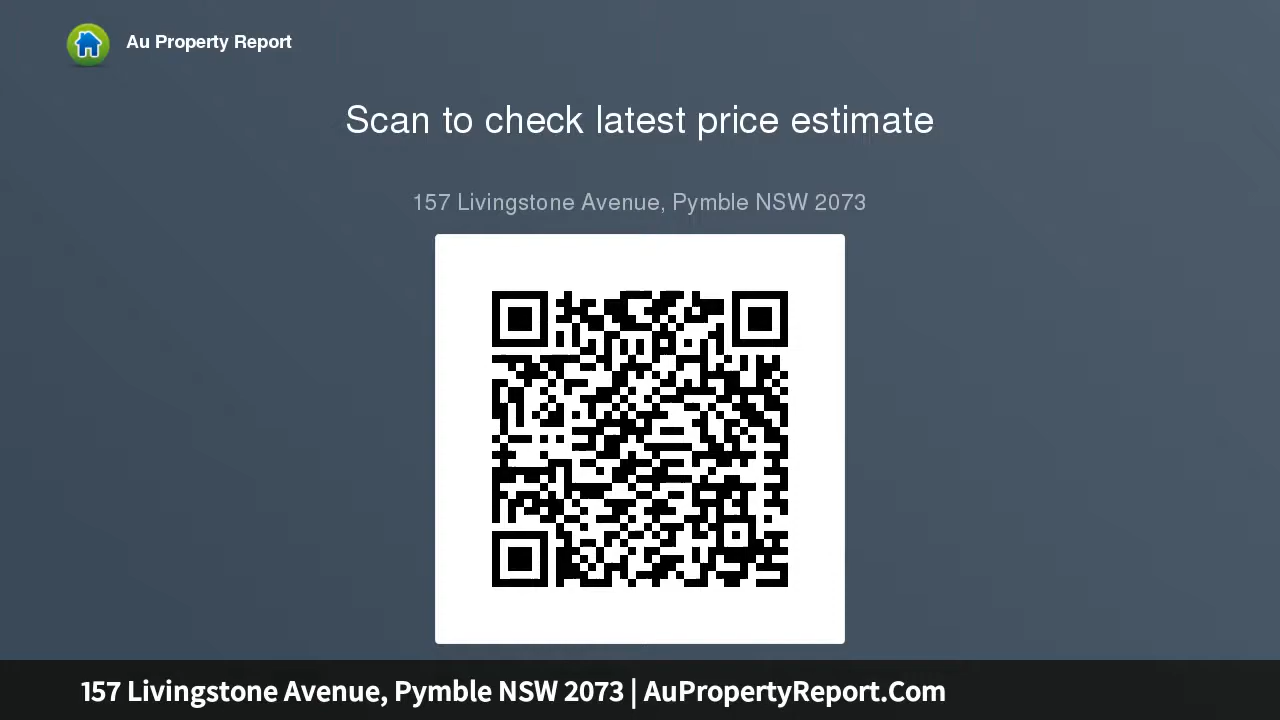 Au Property Report
Scan to check latest price estimate
157 Livingstone Avenue, Pymble NSW 2073
157 Livingstone Avenue, Pymble NSW 2073 | AuPropertyReport.Com